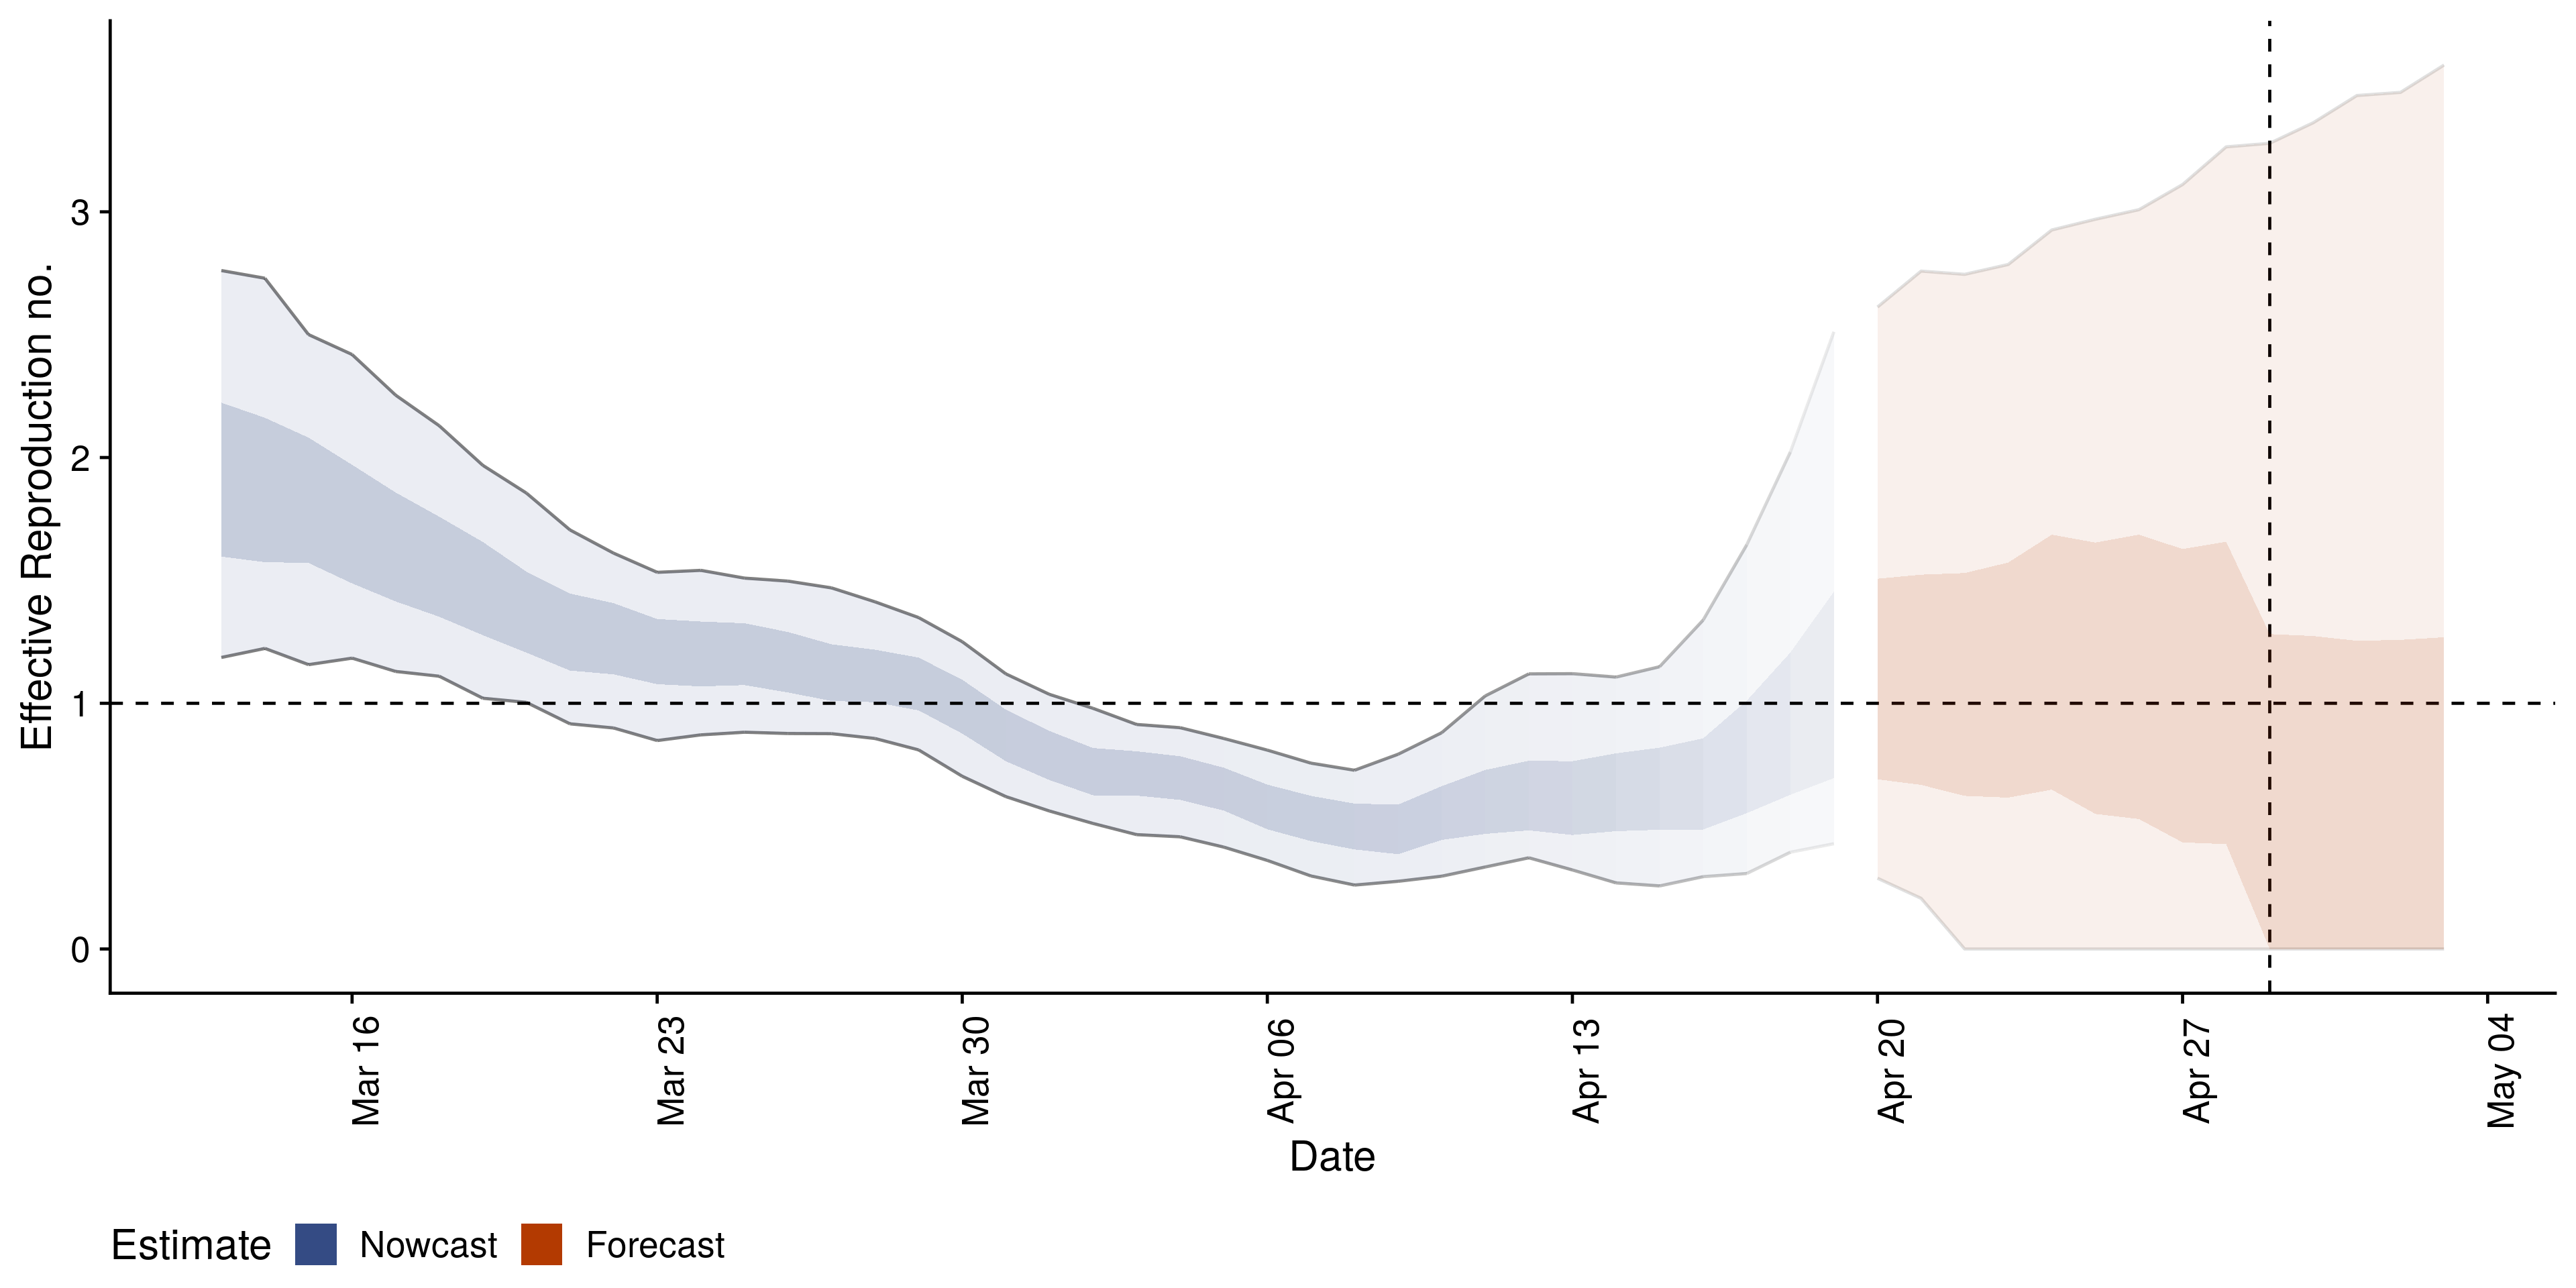 Effective Reproduction no.
3
2
1
0
Mar 16
Mar 23
Mar 30
Apr 06
Apr 13
Apr 20
Apr 27
May 04
Date
Estimate Nowcast Forecast